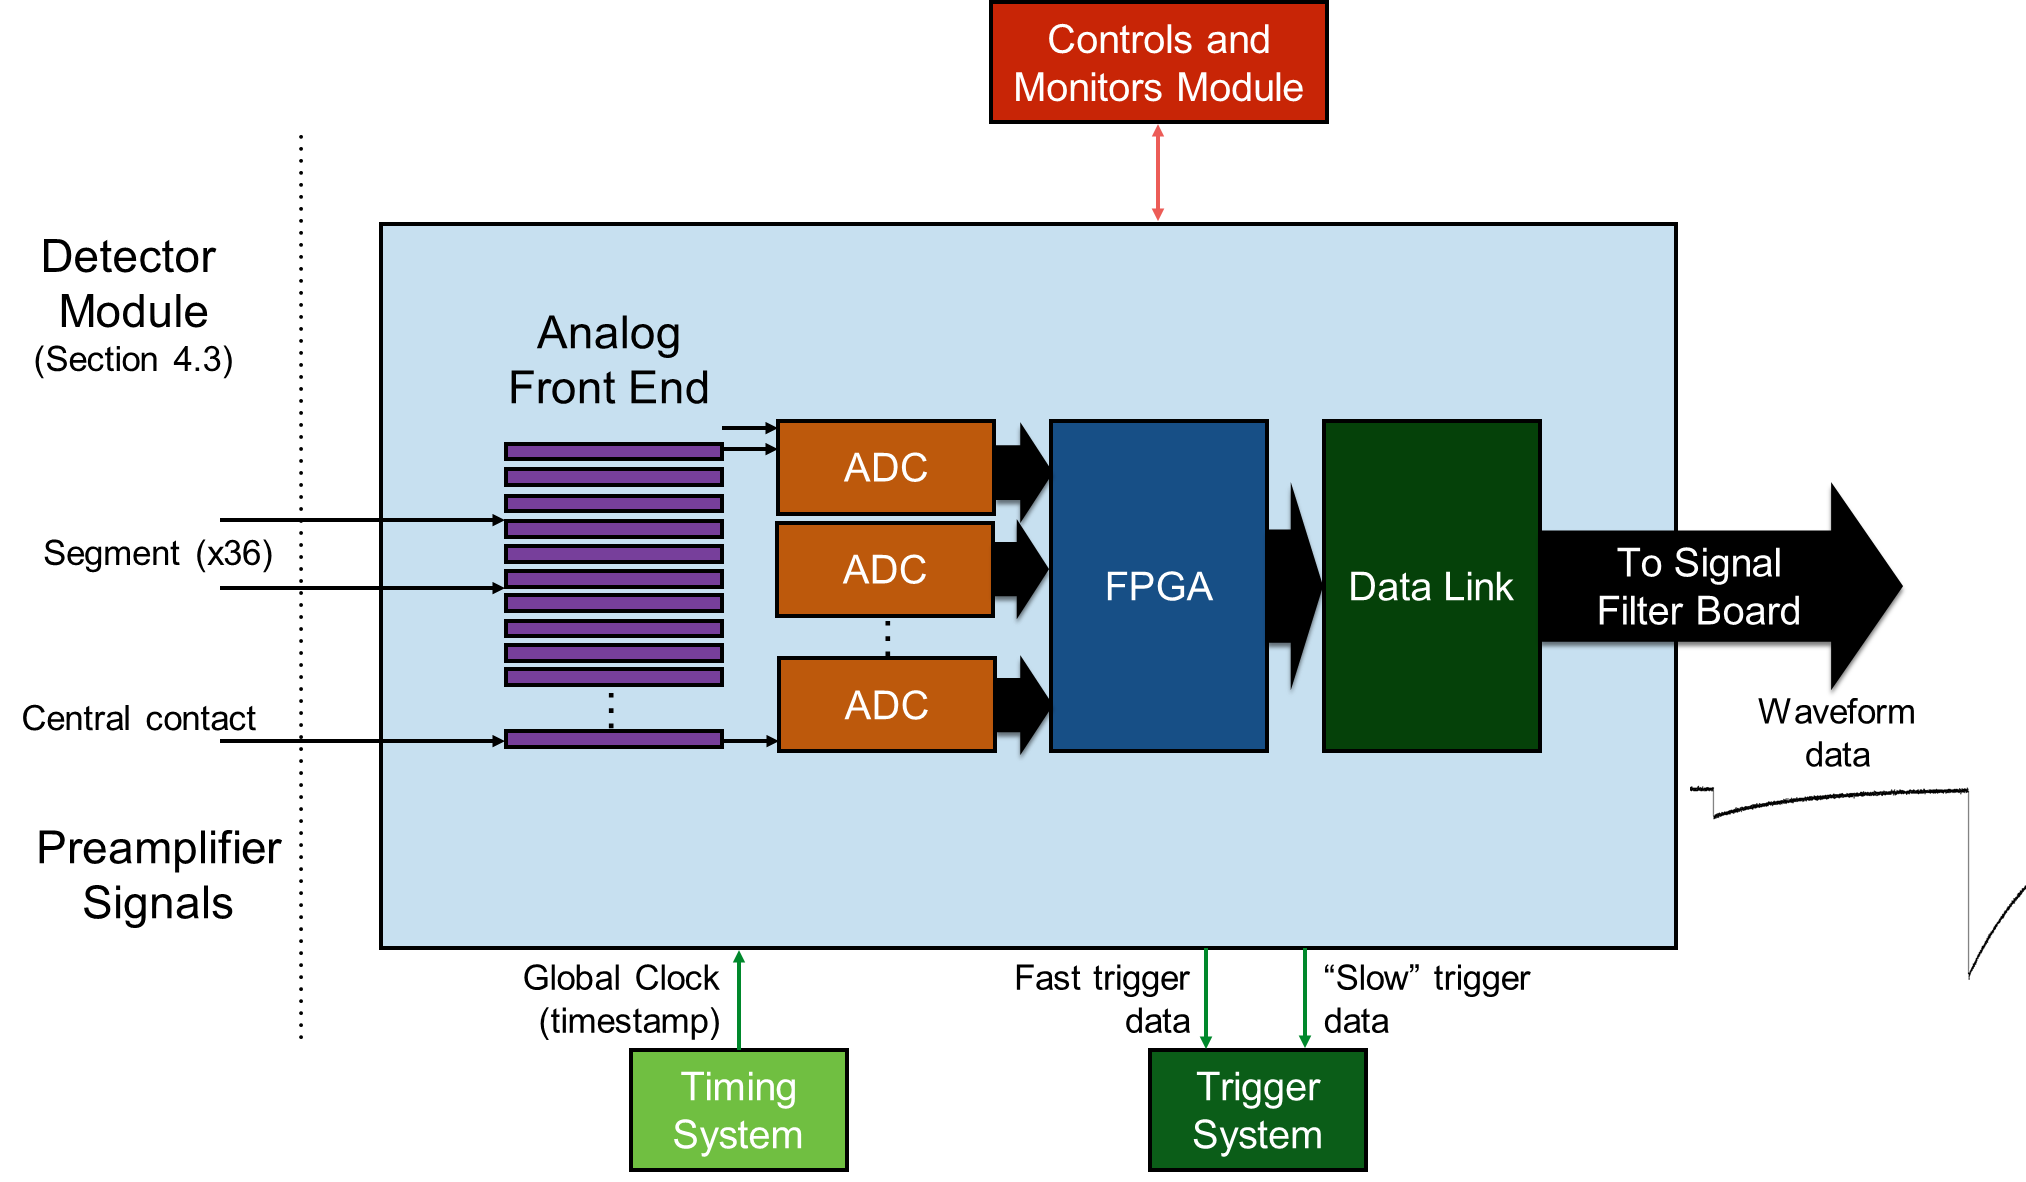 Controls and
Monitors Module
Detector
Module
(Section 4.3)
Analog
Front End
ADC
ADC
ADC
FPGA
Data Link
To Signal
Filter Board
Segment (x36)
Central contact
Waveform
data
Preamplifier
Signals
Global Clock
(timestamp)
Fast trigger
data
“Slow” trigger
data
Timing
System
Trigger
System